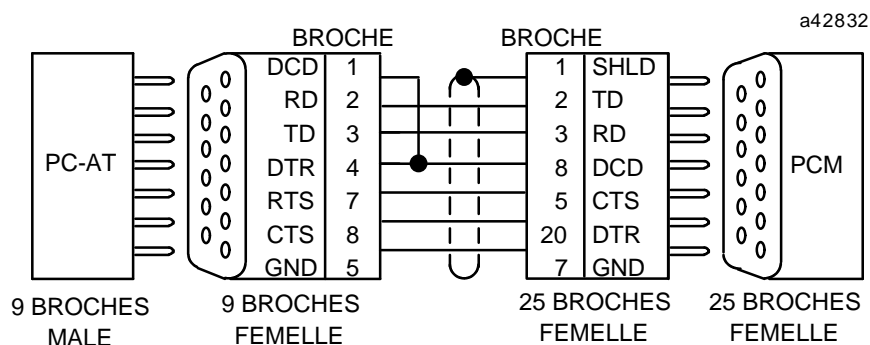 a42832
BROCHE BROCHE
DCD 1 1 SHLD
RD 2 2 TD
TD 3 3 RD
PC-AT DTR 4 8 DCD PCM
RTS 7 5 CTS
CTS 8 20 DTR
GND 5 7 GND
9 BROCHES 9 BROCHES 25 BROCHES 25 BROCHES
MALE FEMELLE FEMELLE FEMELLE